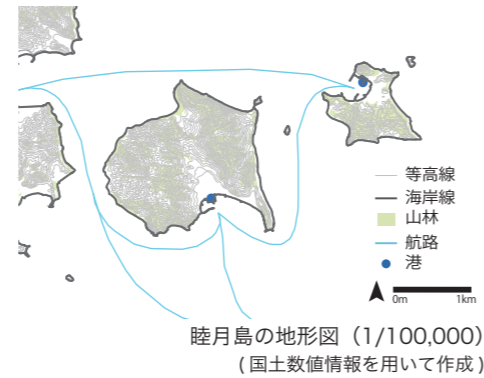 等高線
海岸線
山林
航路
港
0m 1km
睦月島の地形図（1/100,000）
( 国土数値情報を用いて作成 )